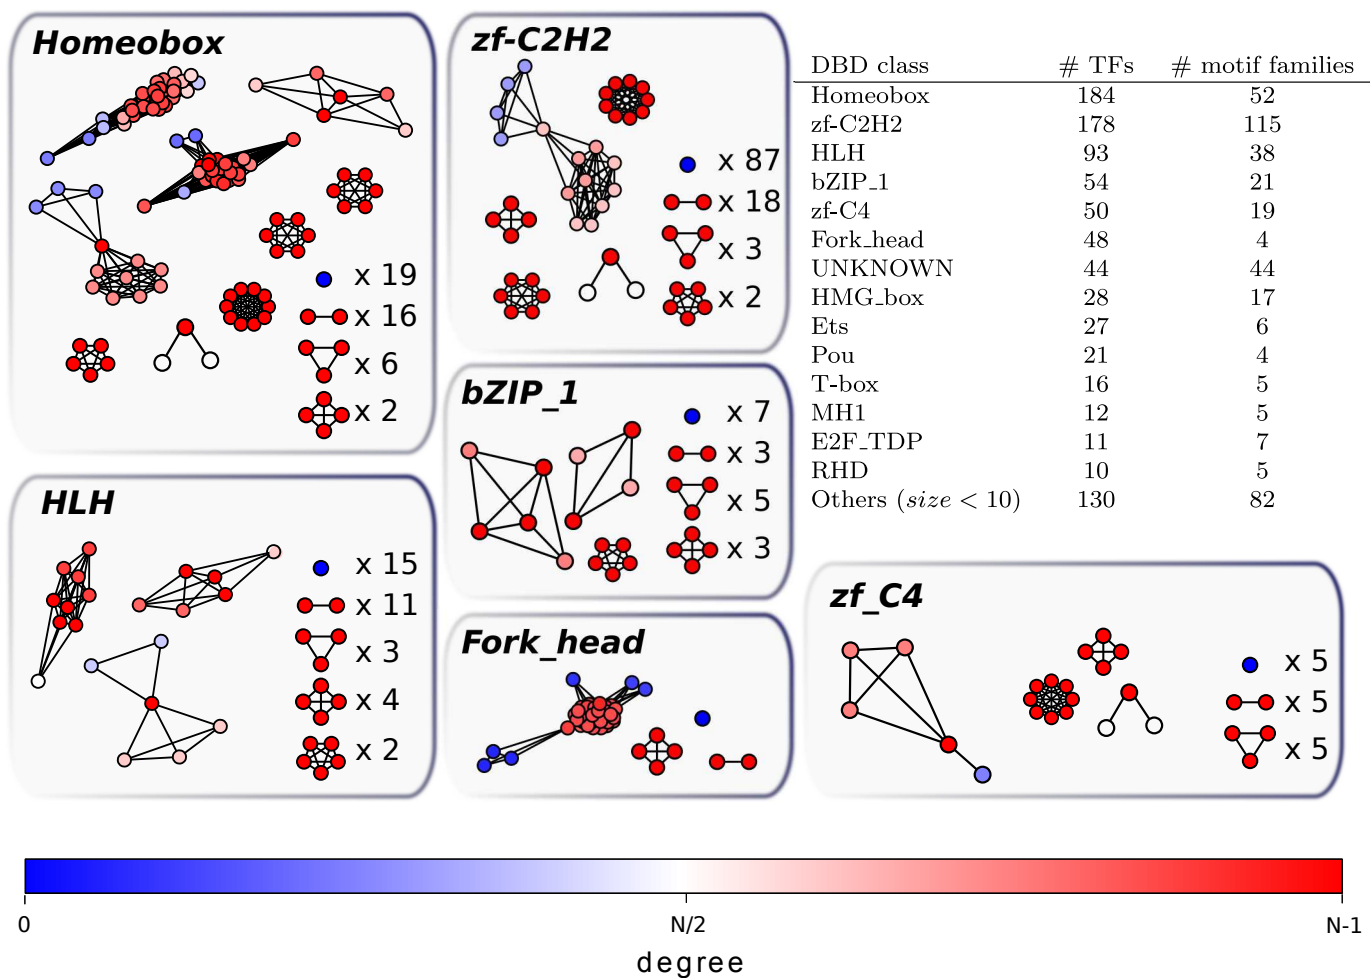 Homeobox
x 19
x 16
x 6
x 2
zf-C2H2
x 87
x 18
x 3
x 2
DBD class # TFs # motif families
Homeobox 184 52
zf-C2H2 178 115
HLH 93 38
bZIP_1 54 21
zf-C4 50 19
Fork_head 48 4
UNKNOWN 44 44
HMG_box 28 17
Ets 27 6
Pou 21 4
T-box 16 5
MH1 12 5
E2F_TDP 11 7
RHD 10 5
Others (size < 10) 130 82
bZIP_1
x 7
x 3
x 5
x 3
HLH
x 15
x 11
x 3
x 4
x 2
Fork_head
zf_C4
x 5
x 5
x 5
0 N/2 N-1
degree